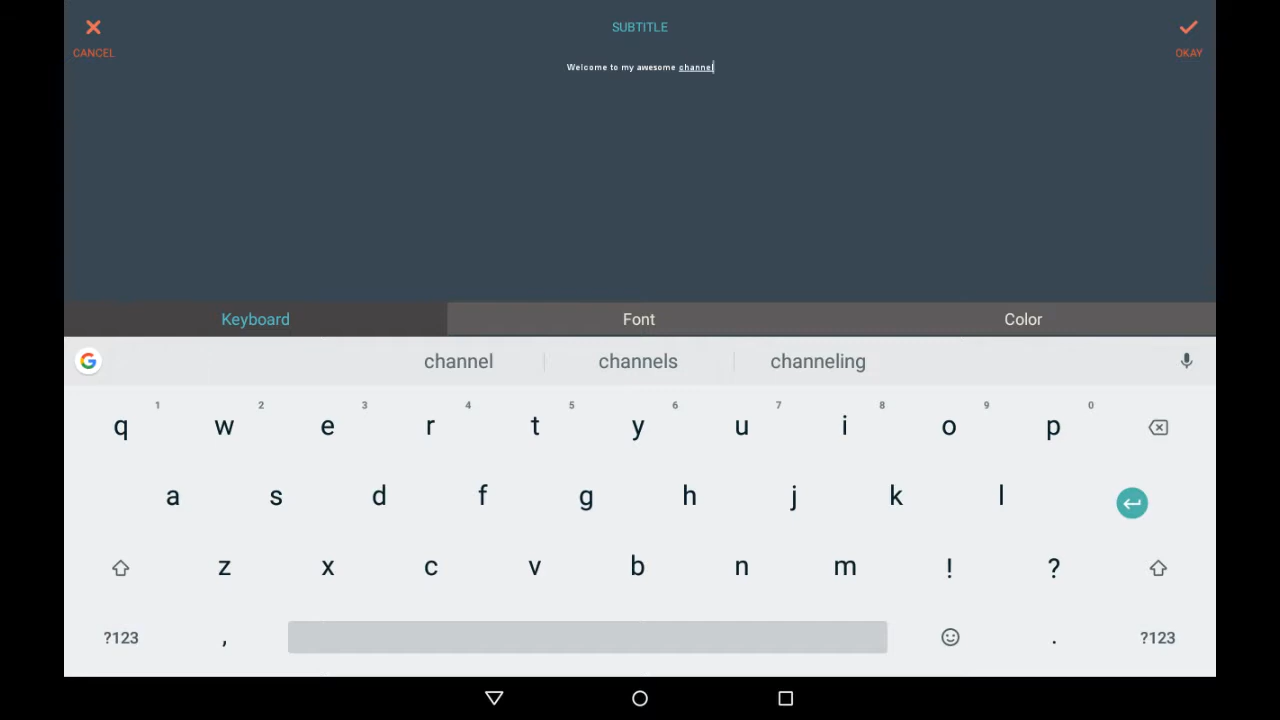 SUBTITLE
CANCEL
OKAY
Welcome to my awesome channel
Keyboard Font Color
G channel channels channeling
1 2 3 4 5 6 7 8 9 0
q w e r t y u i o p
a s d f g h j k l
z x c v b n m ! ?
?123 , . ?123